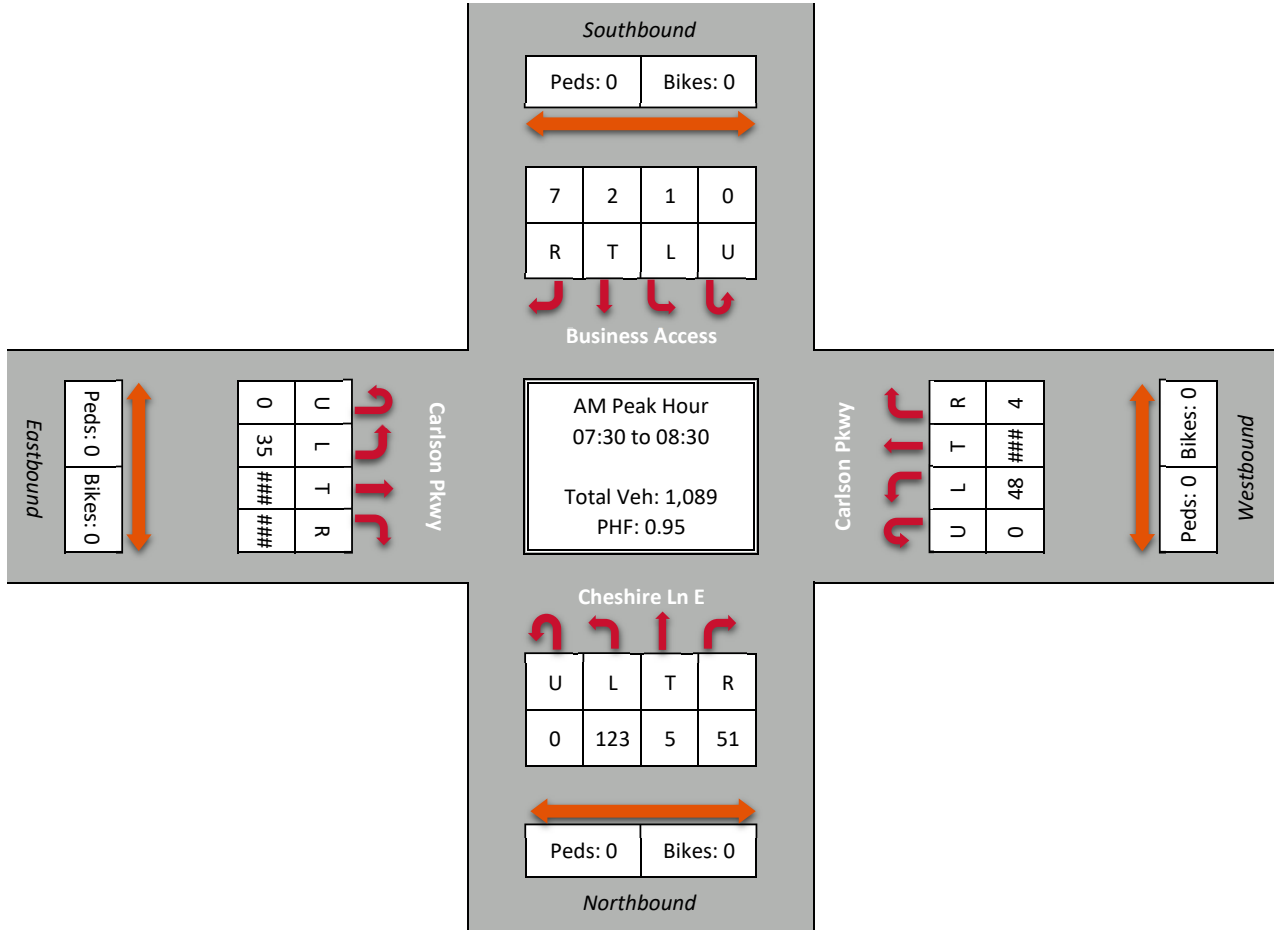 Southbound
Peds: 0 Bikes: 0
7 2 1 0
R T L U
Business Access
Eastbound
Peds: 0 Bikes: 0
0 35 ### ###
U L T R
Carlson Pkwy
AM Peak Hour
07:30 to 08:30
Total Veh: 1,089
PHF: 0.95
Carlson Pkwy
U L T R
0 48 ### 4
Peds: 0 Bikes: 0
Westbound
Cheshire Ln E
U L T R
0 123 5 51
Peds: 0 Bikes: 0
Northbound